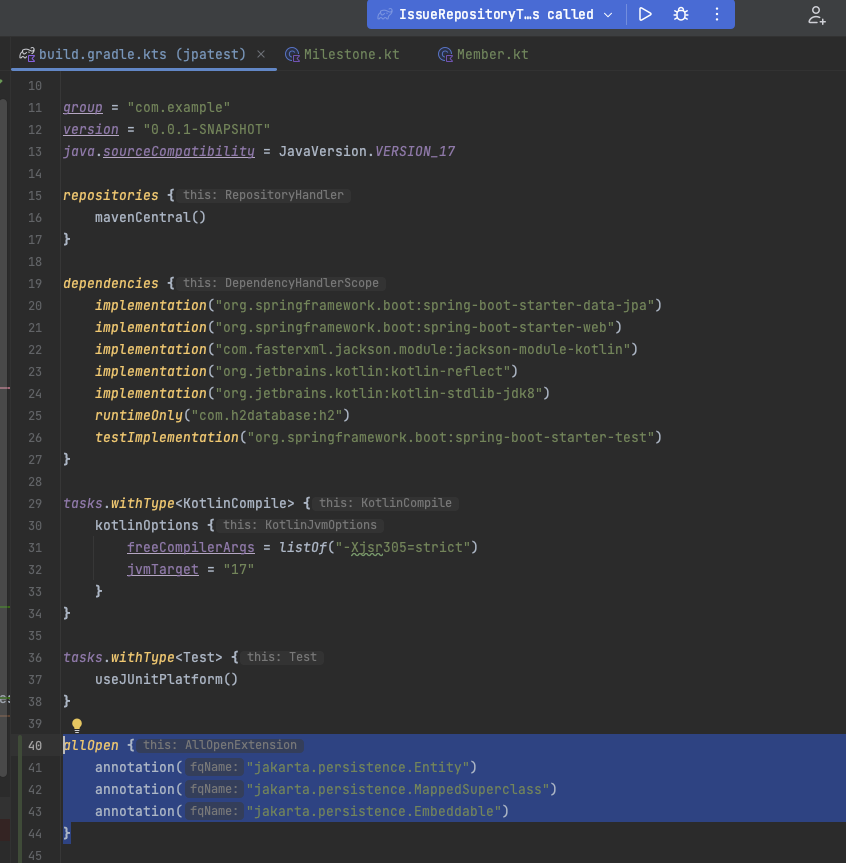 IssueRepositoryT…s called
build.gradle.kts (jpatest)
Milestone.kt
Member.kt
10
11 group = "com.example"
12 version = "0.0.1-SNAPSHOT"
13 java.sourceCompatibility = JavaVersion.VERSION_17
14
15 repositories { this: RepositoryHandler
16 mavenCentral()
17 }
18
19 dependencies { this: DependencyHandlerScope
20 implementation("org.springframework.boot:spring-boot-starter-data-jpa")
21 implementation("org.springframework.boot:spring-boot-starter-web")
22 implementation("com.fasterxml.jackson.module:jackson-module-kotlin")
23 implementation("org.jetbrains.kotlin:kotlin-reflect")
24 implementation("org.jetbrains.kotlin:kotlin-stdlib-jdk8")
25 runtimeOnly("com.h2database:h2")
26 testImplementation("org.springframework.boot:spring-boot-starter-test")
27 }
28
29 tasks.withType<KotlinCompile> { this: KotlinCompile
30 kotlinOptions { this: KotlinJvmOptions
31 freeCompilerArgs = listOf("-Xjsr305=strict")
32 jvmTarget = "17"
33 }
34 }
35
36 tasks.withType<Test> { this: Test
37 useJUnitPlatform()
38 }
39
40 allOpen { this: AllOpenExtension
41 annotation( fqName: "jakarta.persistence.Entity")
42 annotation( fqName: "jakarta.persistence.MappedSuperclass")
43 annotation( fqName: "jakarta.persistence.Embeddable")
44 }
45